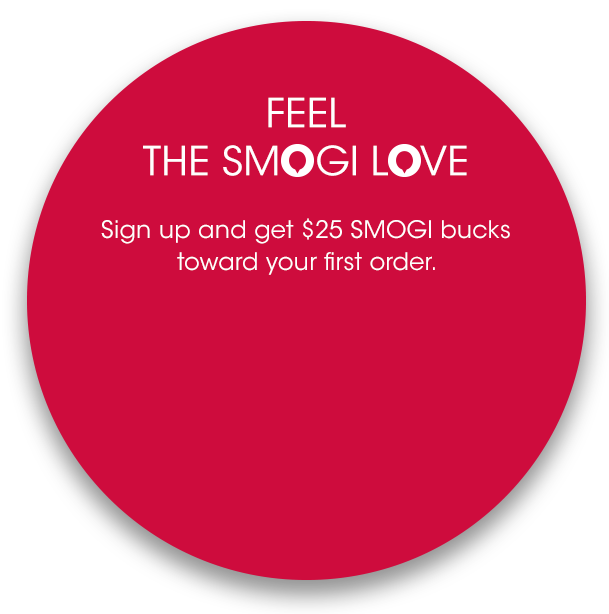 FEEL
THE SMOGI LOVE
Sign up and get $25 SMOGI bucks
toward your first order.